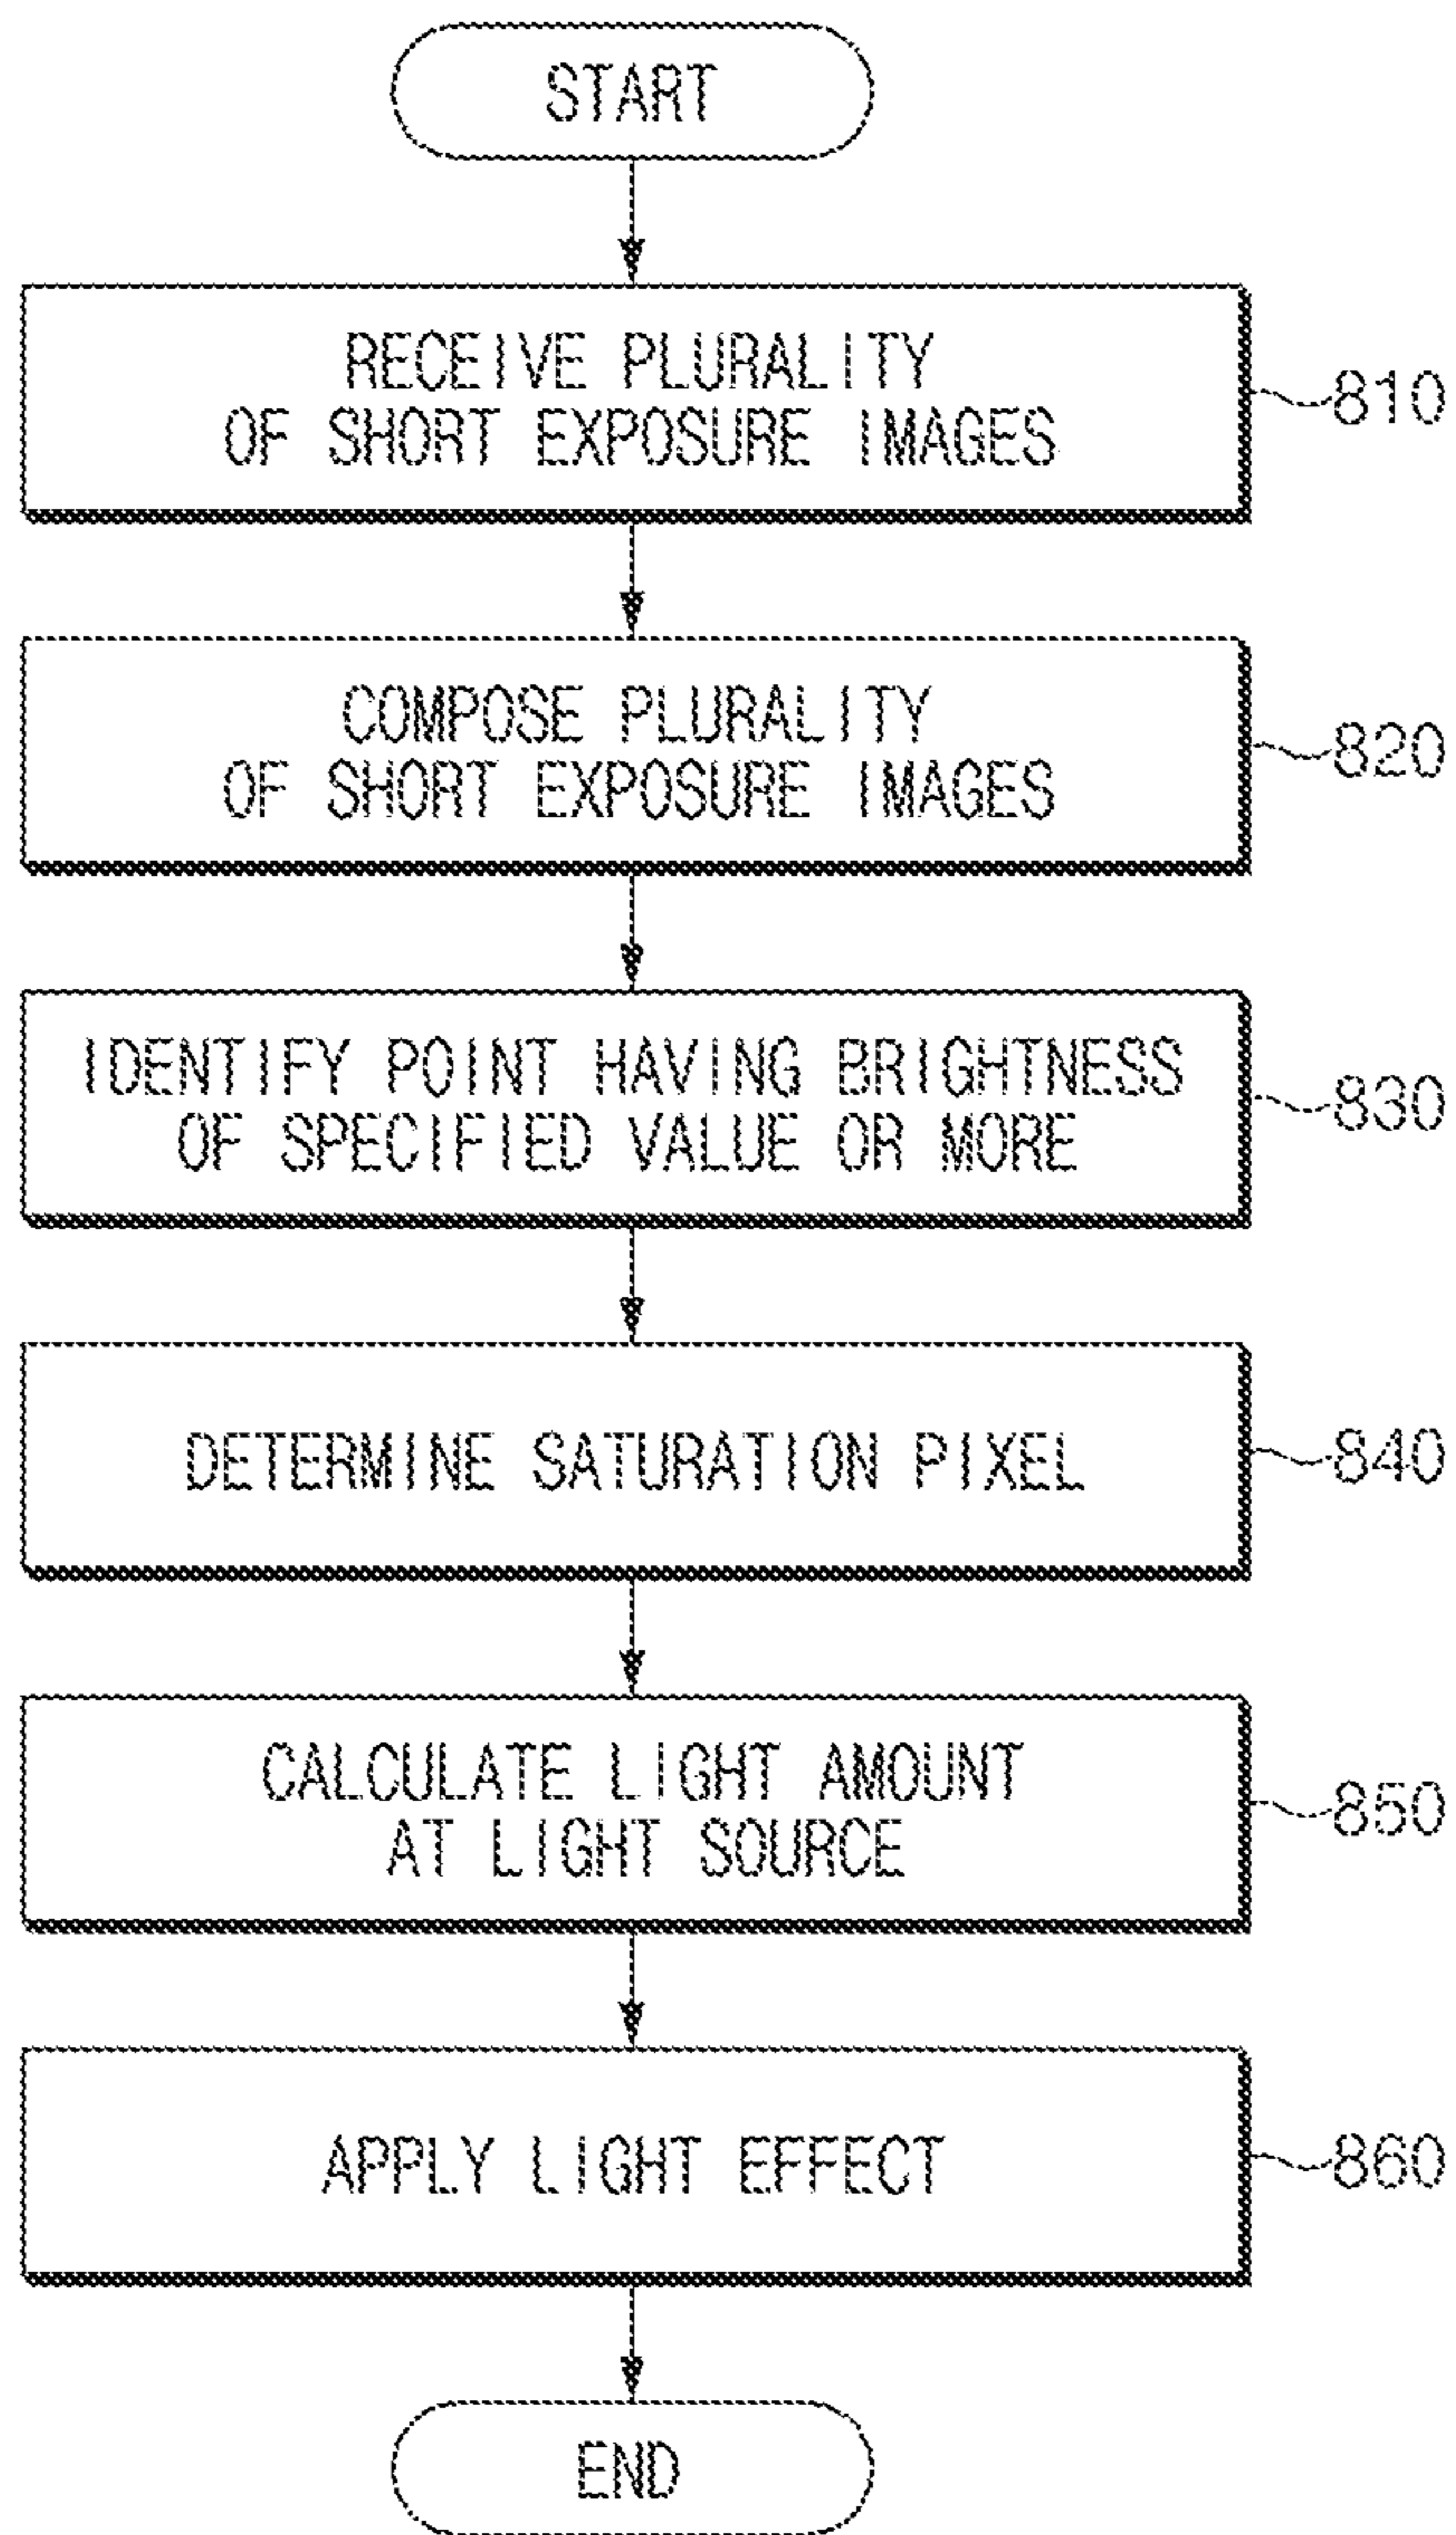 START
RECEIVE PLURALITY
OF SHORT EXPOSURE IMAGES
810
COMPOSE PLURALITY
OF SHORT EXPOSURE IMAGES
820
IDENTIFY POINT HAVING BRIGHTNESS
OF SPECIFIED VALUE OR MORE
830
DETERMINE SATURATION PIXEL
840
CALCULATE LIGHT AMOUNT
AT LIGHT SOURCE
850
APPLY LIGHT EFFECT
860
END